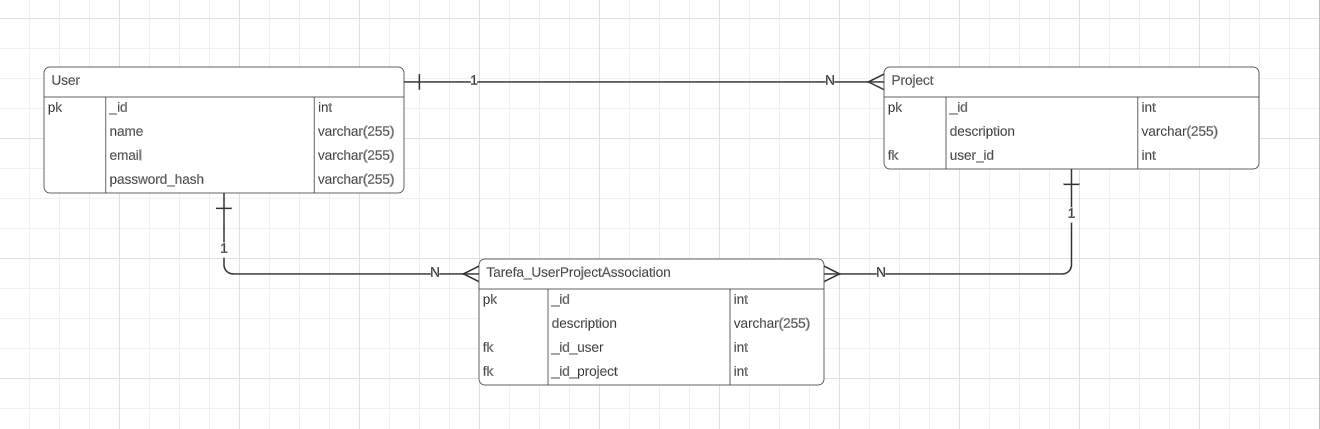 User
1
N
Project
pk _id int
name varchar(255)
email varchar(255)
password_hash varchar(255)
pk _id int
description varchar(255)
fk user_id int
1
1
N
Tarefa_UserProjectAssociation
N
pk _id int
description varchar(255)
fk _id_user int
fk _id_project int